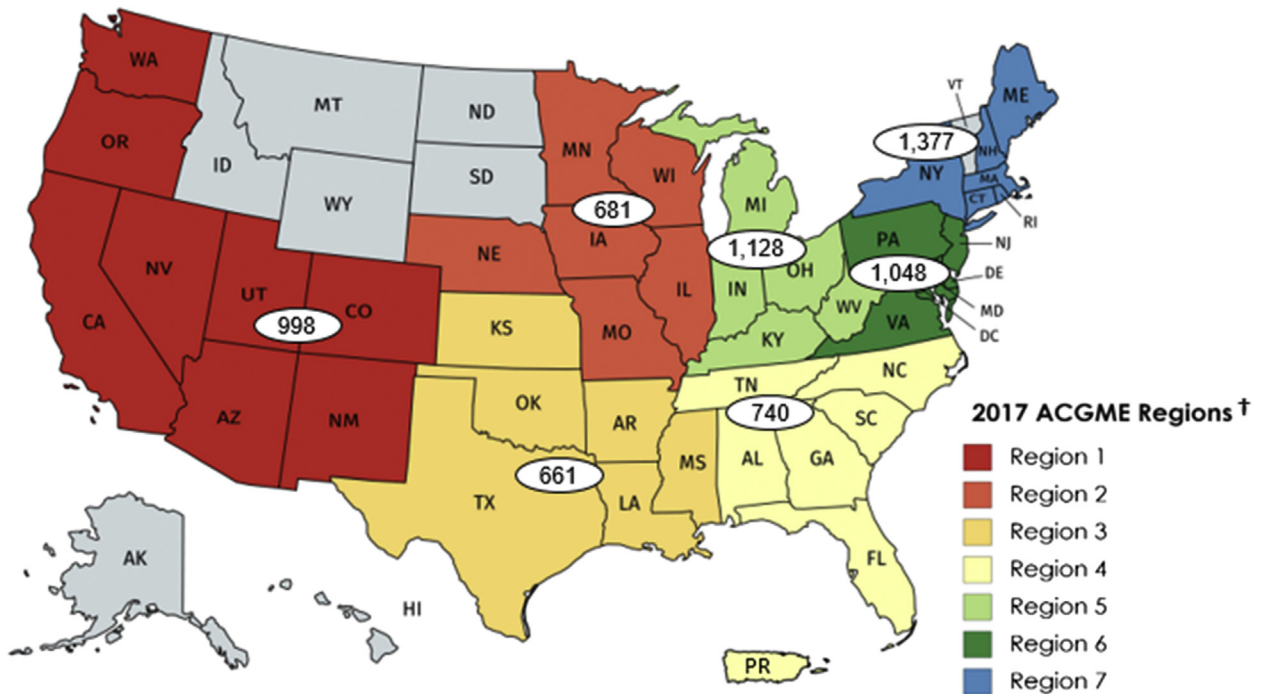 WA
MT
ND
MN
VT
ME
OR
ID
SD
WI
1,377
NH
NY
MA
CT
RI
WY
681
MI
NE
IA
1,128
PA
NJ
NV
UT
CO
998
IL
IN
OH
1,048
DE
MD
DC
CA
KS
MO
WV
VA
KY
AZ
NM
OK
AR
TN
NC
740
SC
MS
AL
GA
661
TX
LA
FL
AK
HI
PR
2017 ACGME Regions †
Region 1
Region 2
Region 3
Region 4
Region 5
Region 6
Region 7